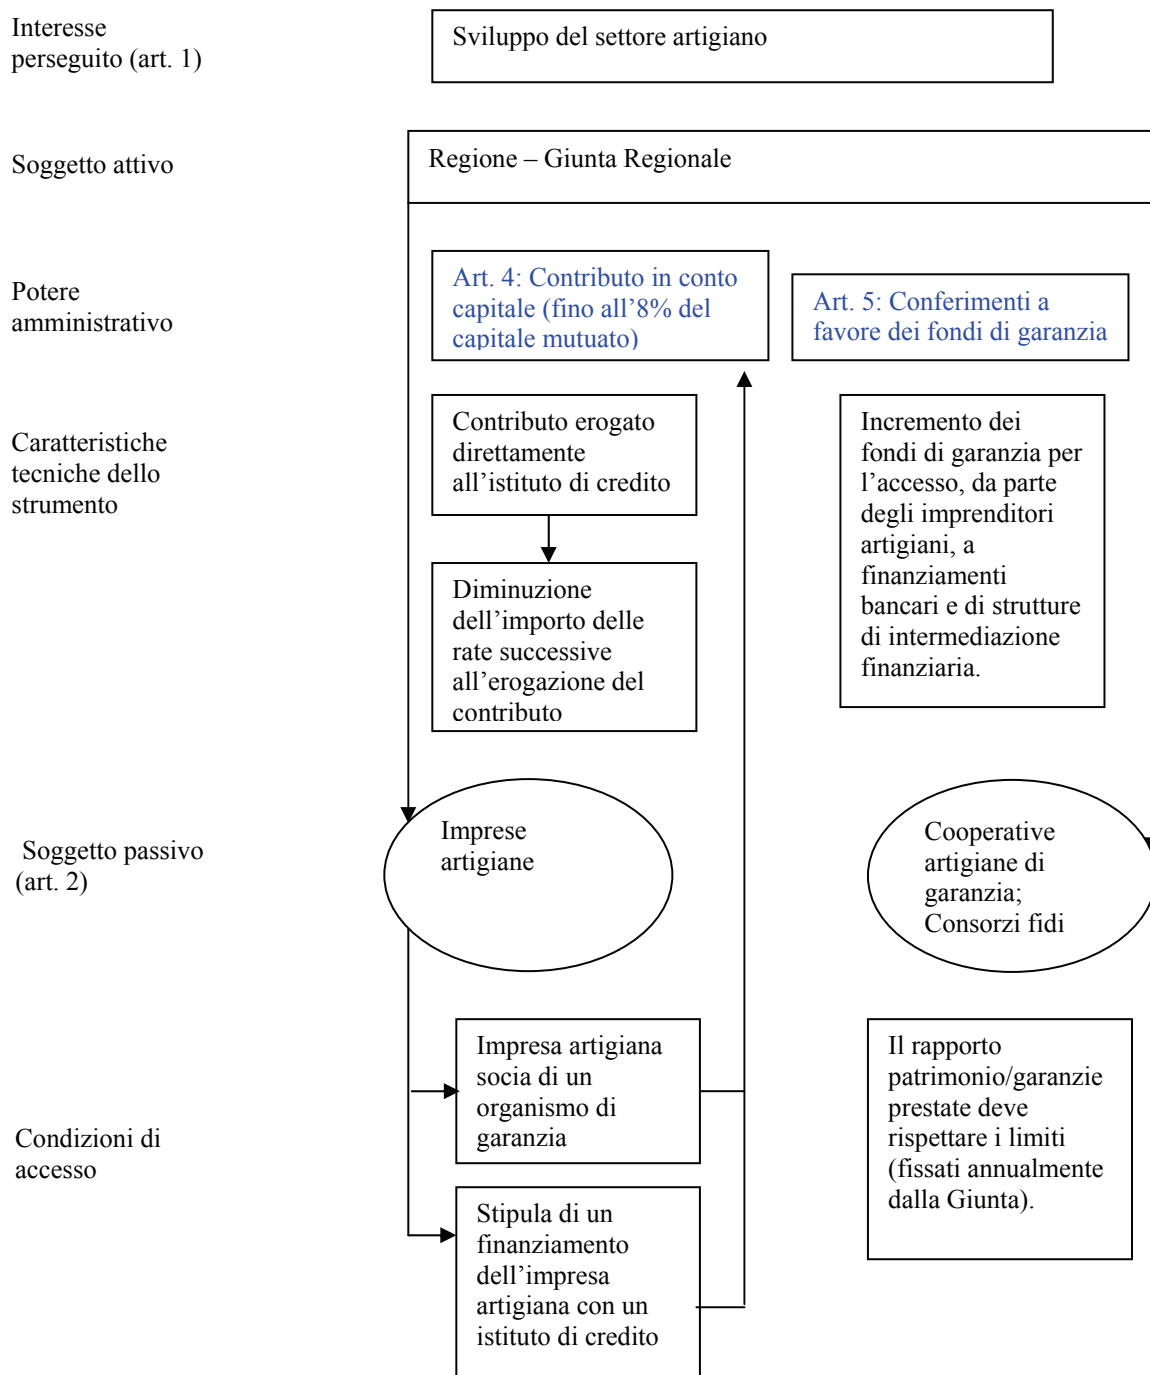 Interesse
perseguito (art. 1)
Sviluppo del settore artigiano
Soggetto attivo
Regione – Giunta Regionale
Potere
amministrativo
Art. 4: Contributo in conto
capitale (fino all’8% del
capitale mutuato)
Art. 5: Conferimenti a
favore dei fondi di garanzia
Caratteristiche
tecniche dello
strumento
Contributo erogato
direttamente
all’istituto di credito
Diminuzione
dell’importo delle
rate successive
all’erogazione del
contributo
Incremento dei
fondi di garanzia per
l’accesso, da parte
degli imprenditori
artigiani, a
finanziamenti
bancari e di strutture
di intermediazione
finanziaria.
Soggetto passivo
(art. 2)
Imprese
artigiane
Cooperative
artigiane di
garanzia;
Consorzi fidi
Condizioni di
accesso
Impresa artigiana
socia di un
organismo di
garanzia
Stipula di un
finanziamento
dell’impresa
artigiana con un
istituto di credito
Il rapporto
patrimonio/garanzie
prestate deve
rispettare i limiti
(fissati annualmente
dalla Giunta).